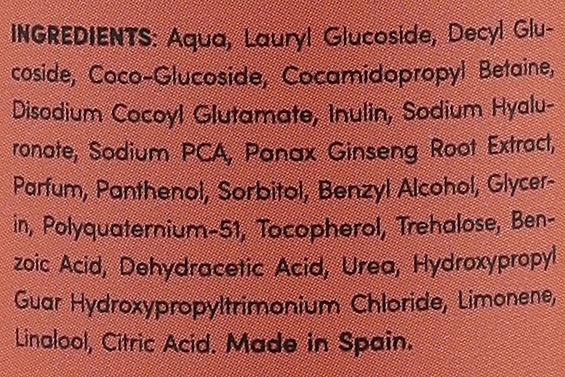 INGREDIENTS: Aqua, Lauryl Glucoside, Decyl Glu-
coside, Coco-Glucoside, Cocamidopropyl Betaine,
Disodium Cocoyl Glutamate, Inulin, Sodium Hyalu-
ronate, Sodium PCA, Panax Ginseng Root Extract,
Parfum, Panthenol, Sorbitol, Benzyl Alcohol, Glycer-
in, Polyquaternium-51, Tocopherol, Trehalose, Ben-
zoic Acid, Dehydracetic Acid, Urea, Hydroxypropyl
Guar Hydroxypropyltrimonium Chloride, Limonene,
Linalool, Citric Acid. Made in Spain.